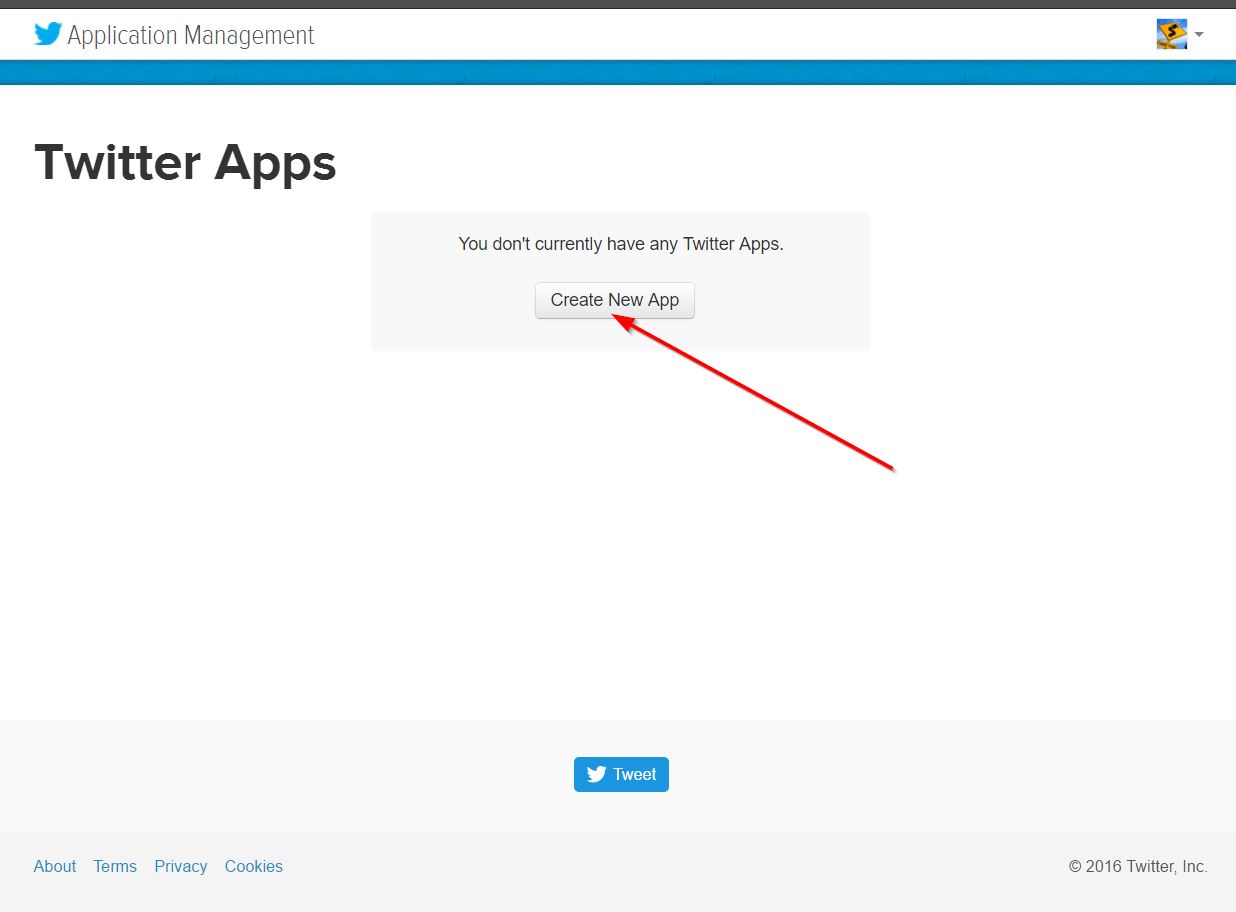 Application Management
Twitter Apps
You don't currently have any Twitter Apps.
Create New App
Tweet
About Terms Privacy Cookies
© 2016 Twitter, Inc.